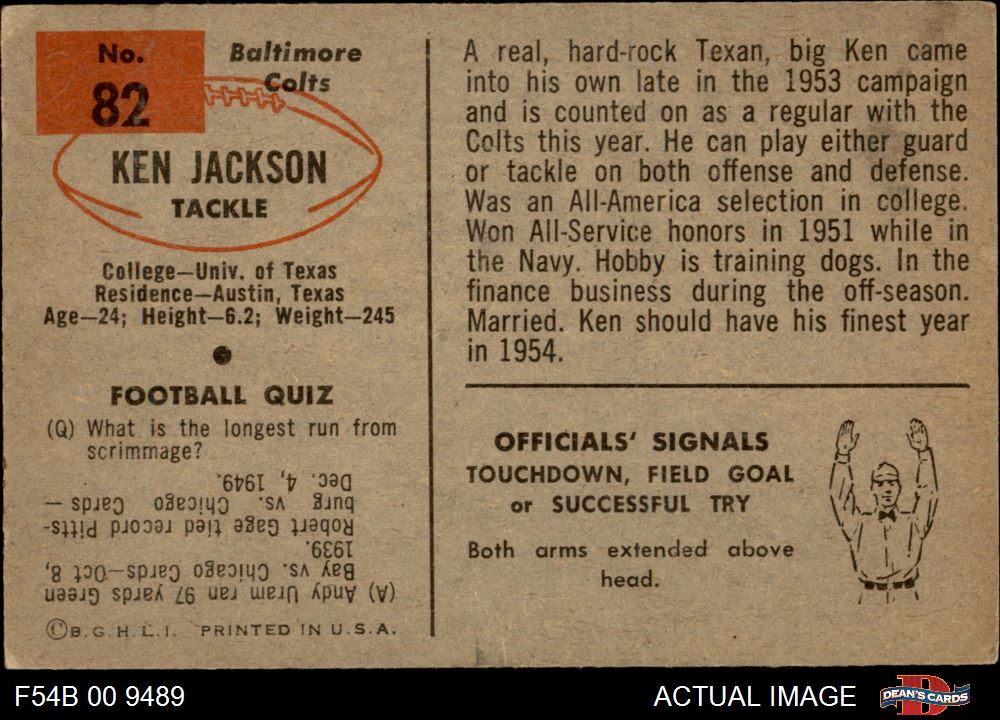 No.
82
Baltimore
Colts
KEN JACKSON
TACKLE
College—Univ. of Texas
Residence—Austin, Texas
Age—24; Height—6.2; Weight—245
FOOTBALL QUIZ
(Q) What is the longest run from
scrimmage?
(A) Andy Uram ran 97 yards Green
Bay vs. Chicago Cards—Oct 8,
1939.
Robert Gage tied record Pitts-
burg vs. Chicago Cards —
Dec. 4, 1949.
©B.G.H.L.I. PRINTED IN U.S.A.
A real, hard-rock Texan, big Ken came
into his own late in the 1953 campaign
and is counted on as a regular with the
Colts this year. He can play either guard
or tackle on both offense and defense.
Was an All-America selection in college.
Won All-Service honors in 1951 while in
the Navy. Hobby is training dogs. In the
finance business during the off-season.
Married. Ken should have his finest year
in 1954.
OFFICIALS' SIGNALS
TOUCHDOWN, FIELD GOAL
or SUCCESSFUL TRY
Both arms extended above
head.
F54B 00 9489
ACTUAL IMAGE
D
DEAN'S CARDS